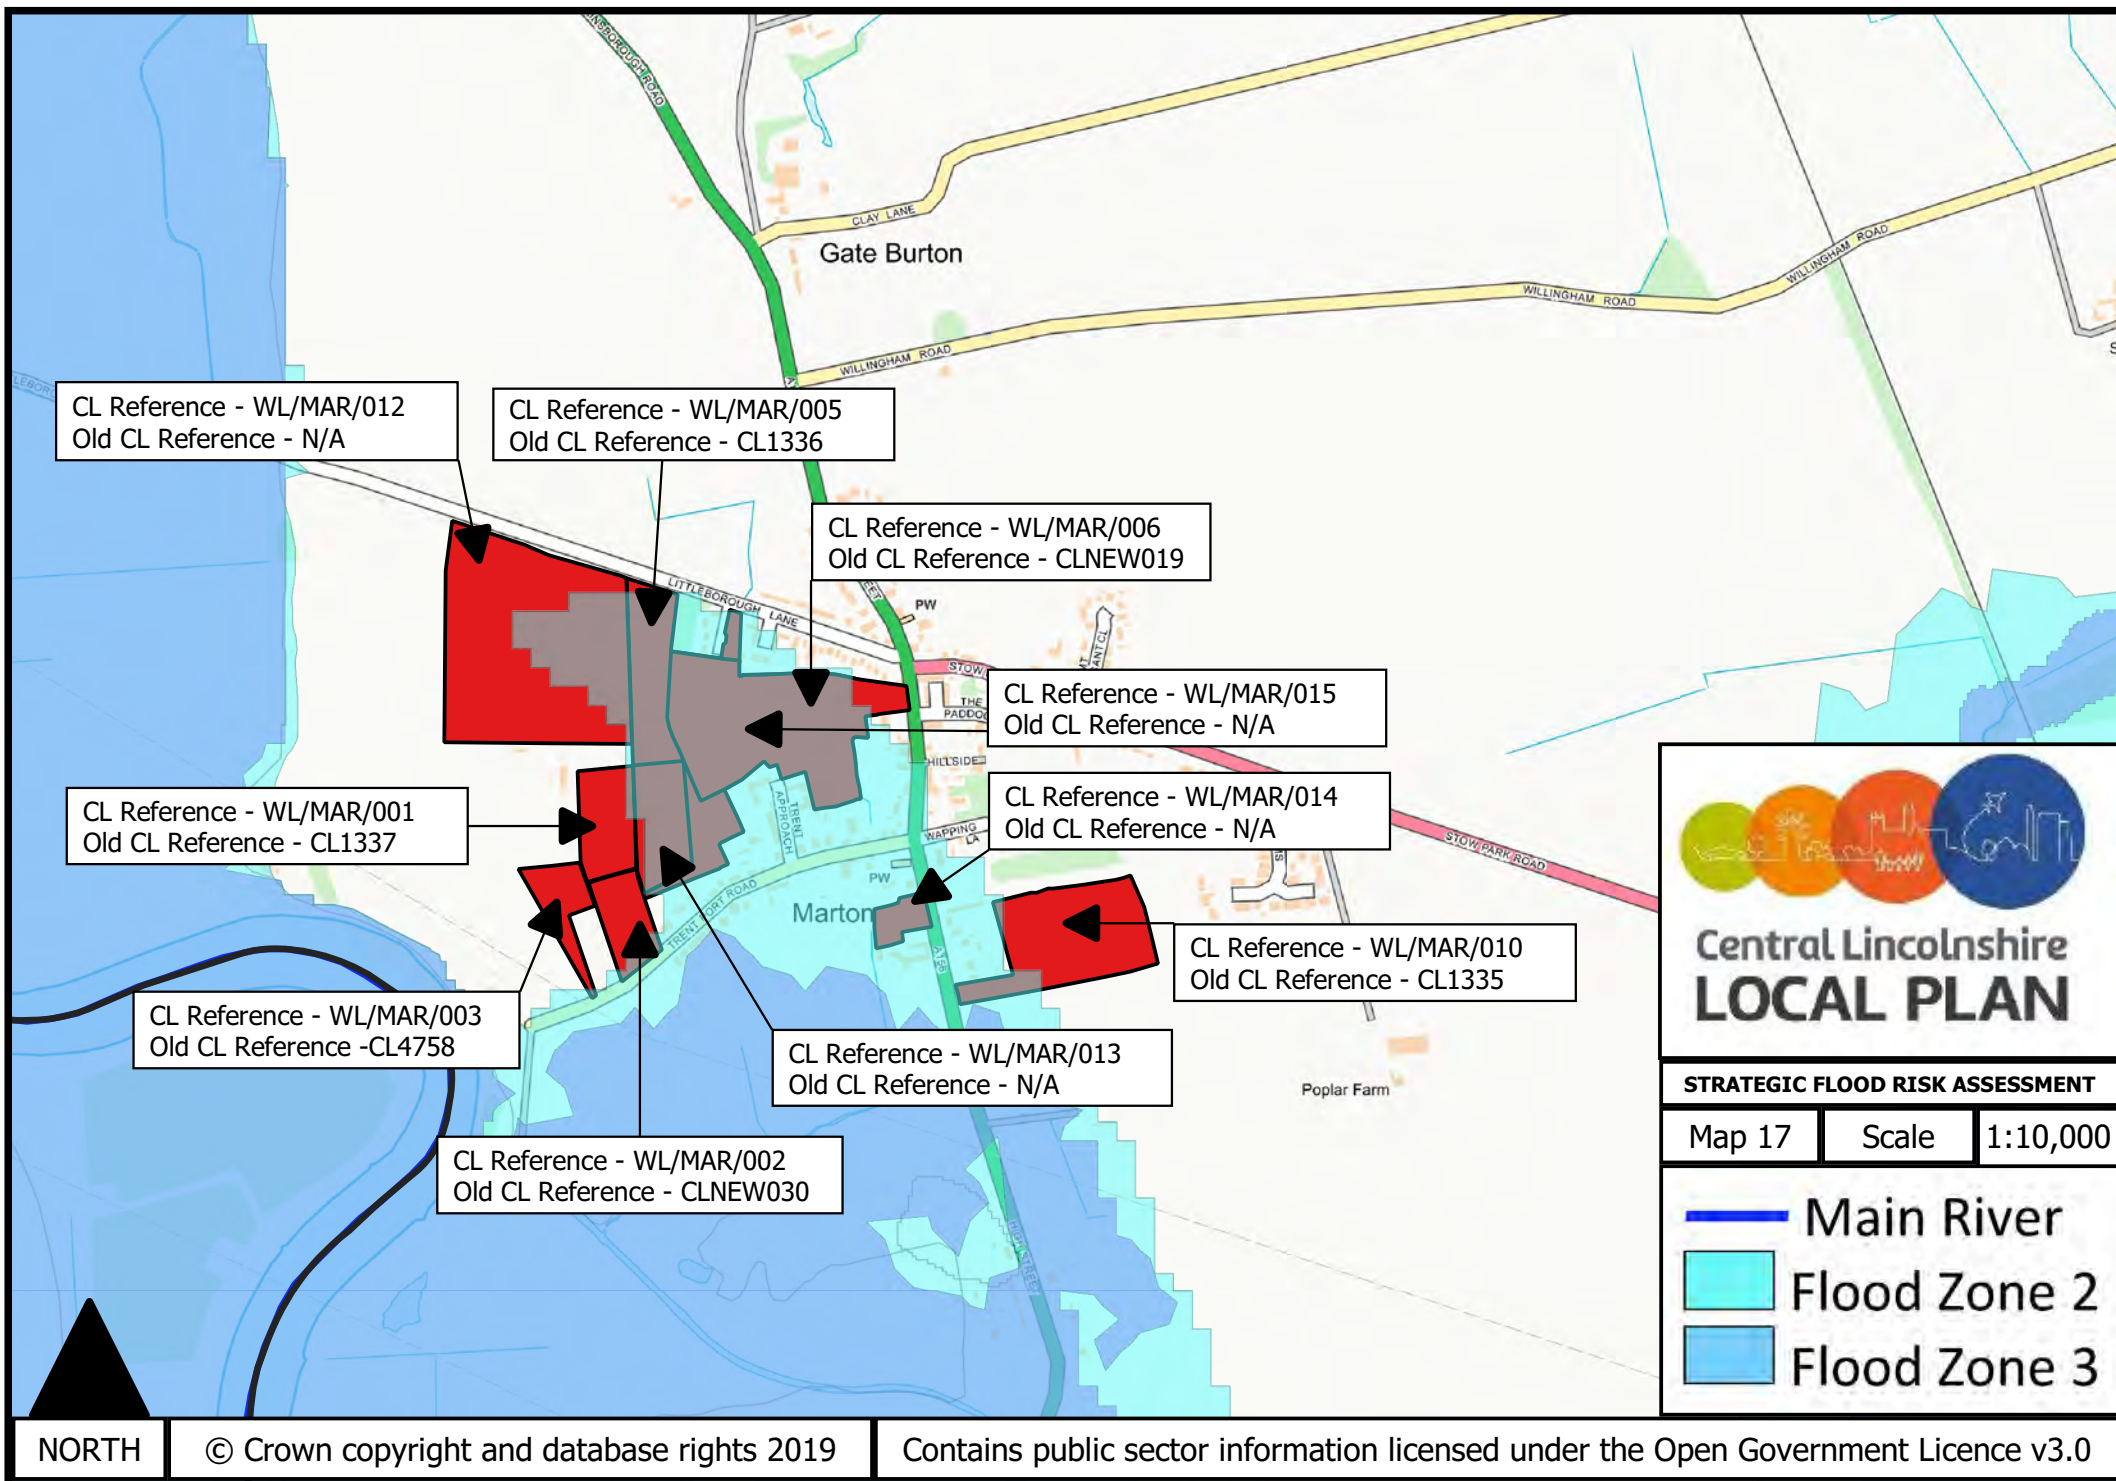 INSBOROUGH ROAD
CLAY LANE
Gate Burton
WILLINGHAM ROAD
WILLINGHAM ROAD
WILLINGHAM ROAD
CL Reference - WL/MAR/012
Old CL Reference - N/A
CL Reference - WL/MAR/005
Old CL Reference - CL1336
CL Reference - WL/MAR/006
Old CL Reference - CLNEW019
LITTLEBOROUGH LANE
PW
STOW
CL Reference - WL/MAR/015
Old CL Reference - N/A
THE
PADDOC
HILLSIDE
CL Reference - WL/MAR/001
Old CL Reference - CL1337
TRENT
APPROACH
CL Reference - WL/MAR/014
Old CL Reference - N/A
WAPPING
LA
STOW PARK ROAD
PW
Marton
TRENT PORT ROAD
A156
CL Reference - WL/MAR/010
Old CL Reference - CL1335
CL Reference - WL/MAR/003
Old CL Reference -CL4758
CL Reference - WL/MAR/013
Old CL Reference - N/A
Poplar Farm
CL Reference - WL/MAR/002
Old CL Reference - CLNEW030
HIGH STREET
Central Lincolnshire
LOCAL PLAN
STRATEGIC FLOOD RISK ASSESSMENT
Map 17
Scale
1:10,000
Main River
Flood Zone 2
Flood Zone 3
NORTH
© Crown copyright and database rights 2019
Contains public sector information licensed under the Open Government Licence v3.0